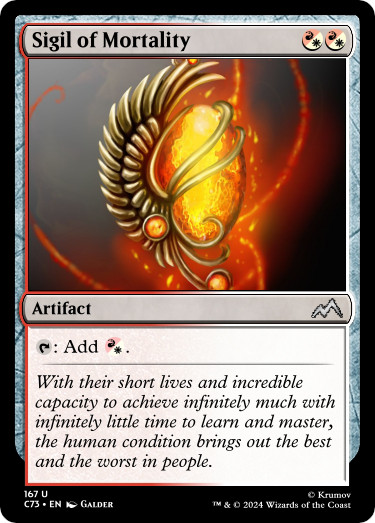 Sigil of Mortality
Artifact
: Add .
With their short lives and incredible
capacity to achieve infinitely much with
infinitely little time to learn and master,
the human condition brings out the best
and the worst in people.
167 U
© Krumov
C73 • EN Galder
™ & © 2024 Wizards of the Coast